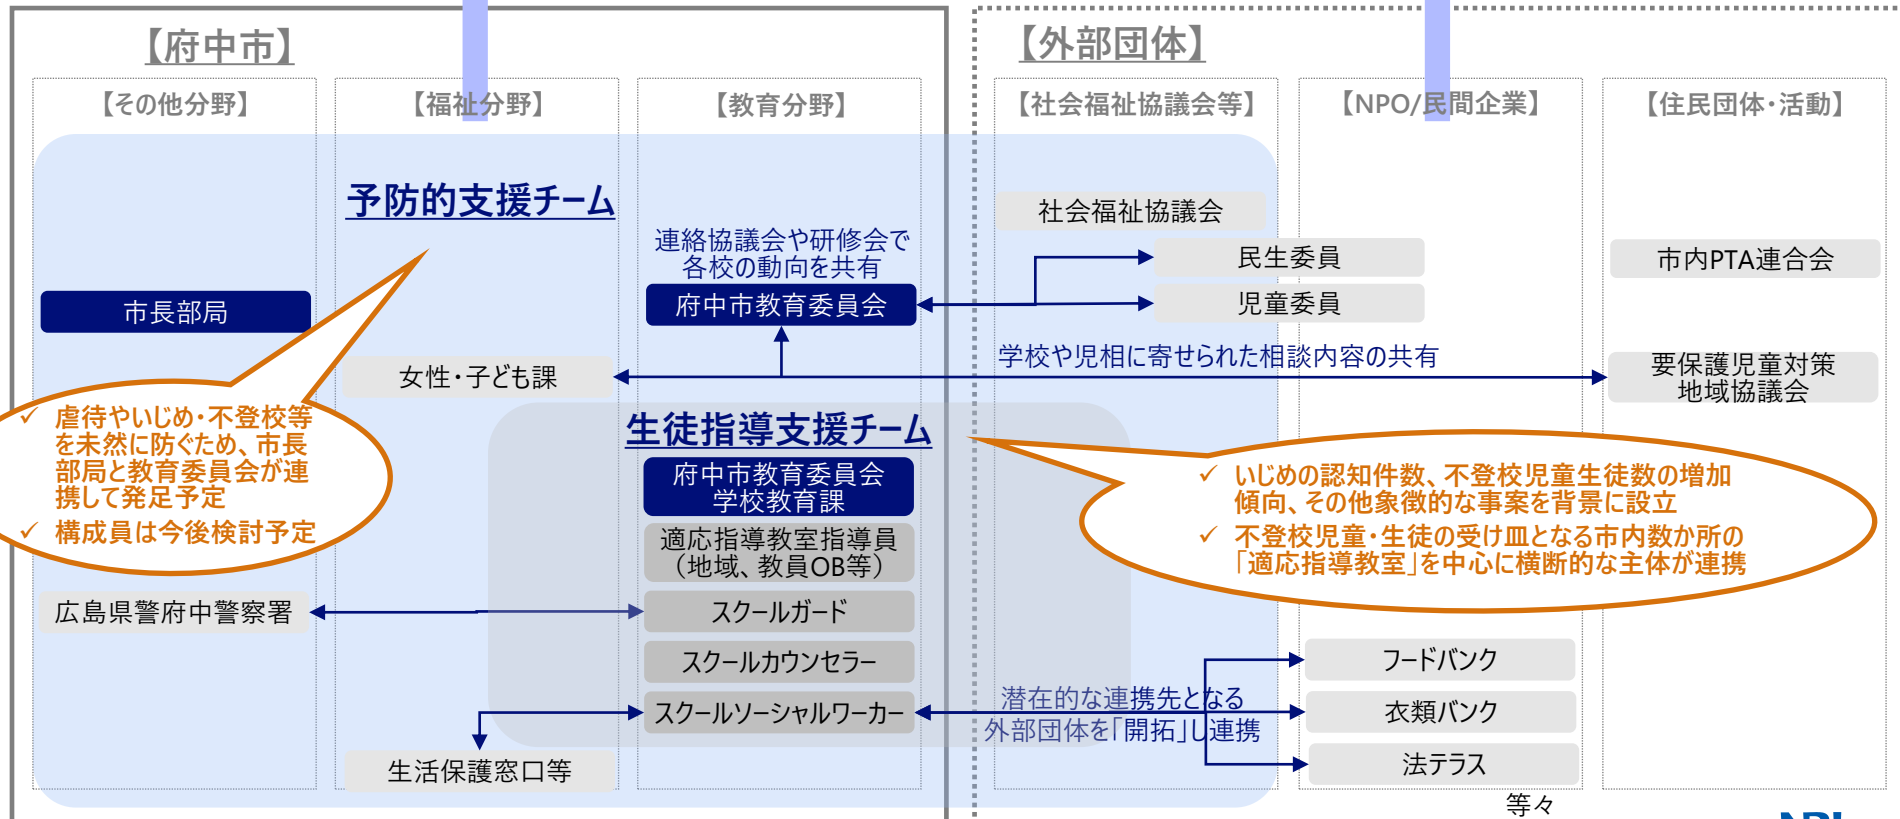 【府中市】
【外部団体】
【その他分野】
【福祉分野】
【教育分野】
【社会福祉協議会等】
【NPO/民間企業】
【住民団体・活動】
予防的支援チーム
社会福祉協議会
連絡協議会や研修会で
各校の動向を共有
民生委員
市内PTA連合会
市長部局
府中市教育委員会
児童委員
学校や児相に寄せられた相談内容の共有
女性・子ども課
要保護児童対策
地域協議会
✓ 虐待やいじめ・不登校等
を未然に防ぐため、市長
部局と教育委員会が連
携して発足予定
✓ 構成員は今後検討予定
生徒指導支援チーム
府中市教育委員会
学校教育課
✓ いじめの認知件数、不登校児童生徒数の増加
傾向、その他象徴的な事案を背景に設立
✓ 不登校児童・生徒の受け皿となる市内数か所の
「適応指導教室」を中心に横断的な主体が連携
適応指導教室指導員
（地域、教員OB等）
広島県警府中警察署
スクールガード
スクールカウンセラー
フードバンク
スクールソーシャルワーカー
潜在的な連携先となる
外部団体を「開拓」し連携
衣類バンク
生活保護窓口等
法テラス
等々